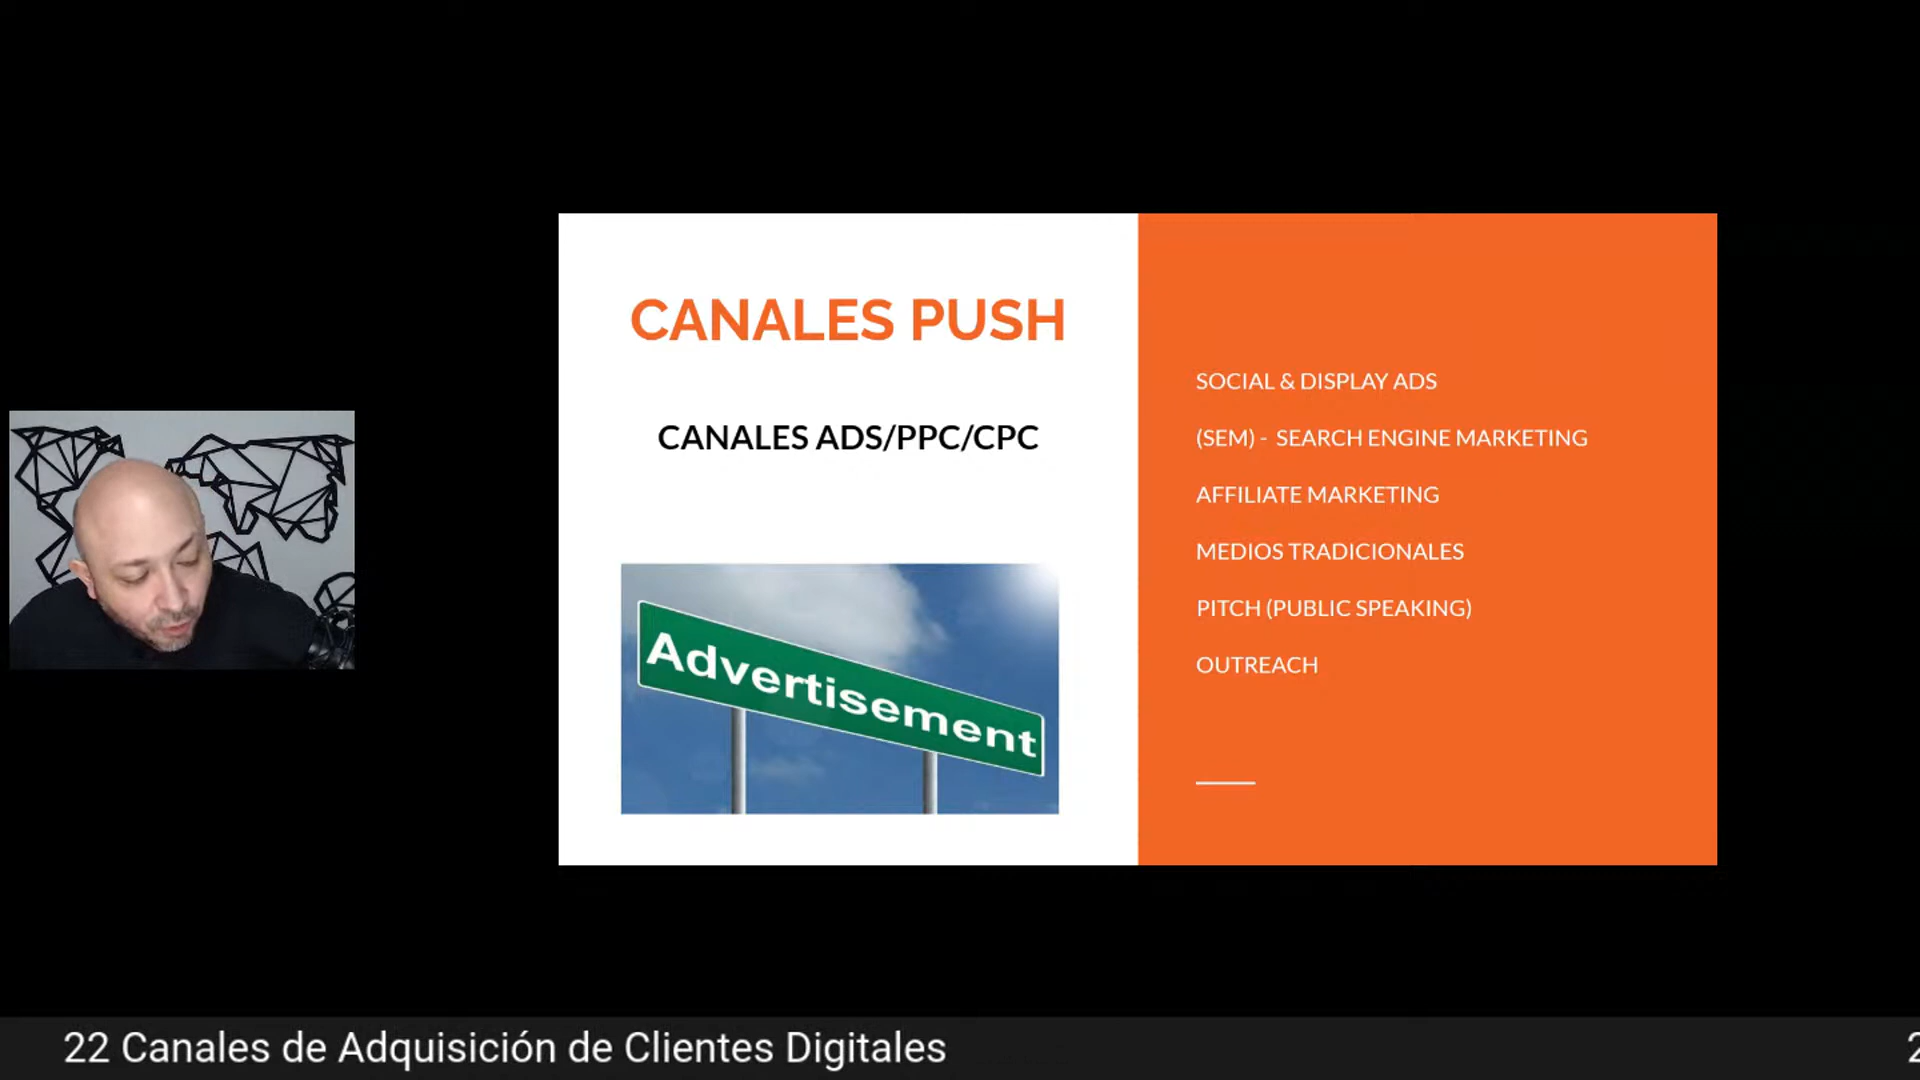 CANALES PUSH
CANALES ADS/PPC/CPC
Advertisement
SOCIAL & DISPLAY ADS
(SEM) - SEARCH ENGINE MARKETING
AFFILIATE MARKETING
MEDIOS TRADICIONALES
PITCH (PUBLIC SPEAKING)
OUTREACH
22 Canales de Adquisición de Clientes Digitales